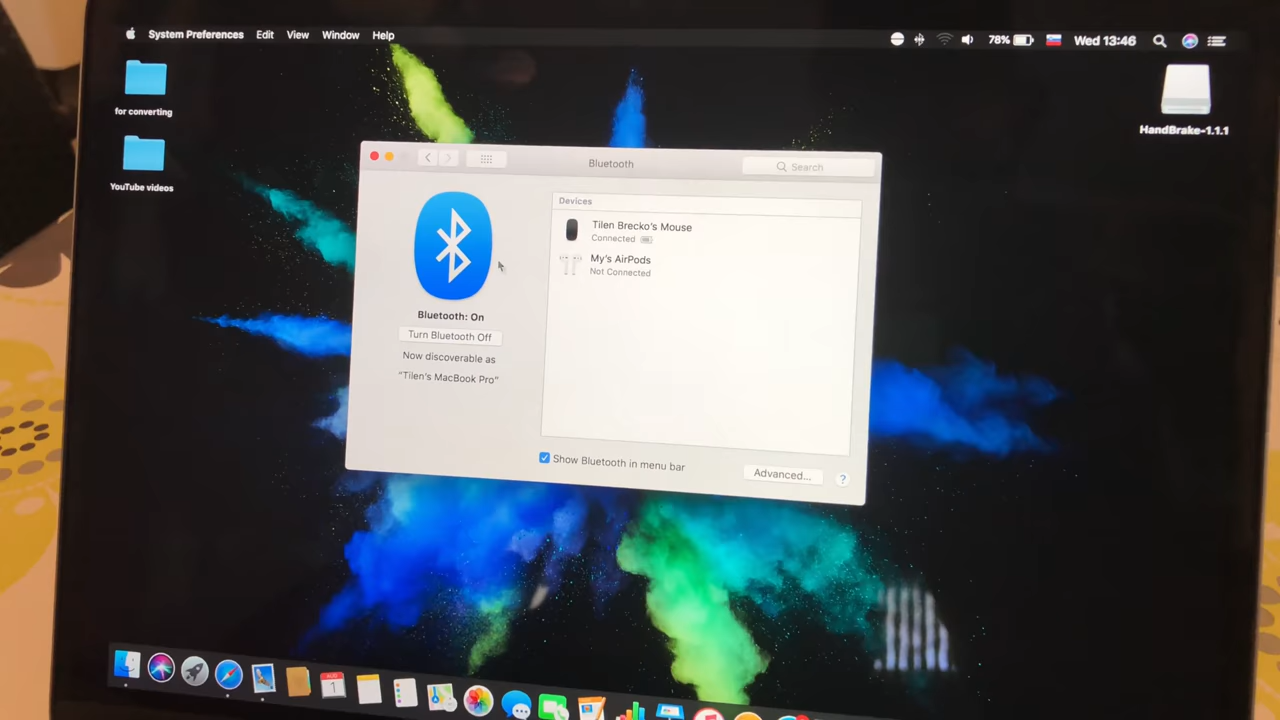 System Preferences Edit View Window Help
78% Wed 13:46
for converting
YouTube videos
HandBrake-1.1.1
Bluetooth
Search
Bluetooth: On
Turn Bluetooth Off
Now discoverable as
“Tilen's MacBook Pro”
Devices
Tilen Brecko's Mouse
Connected
My's AirPods
Not Connected
Show Bluetooth in menu bar
Advanced...
?
AUG
1